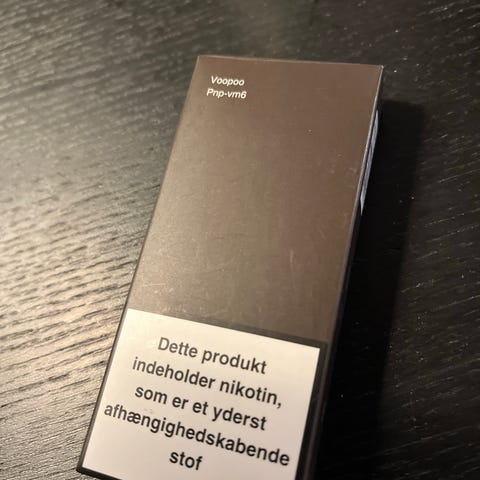 Voopoo
Pnp-vm6
Dette produkt
indeholder nikotin,
som er et yderst
afhængighedskabende
stof